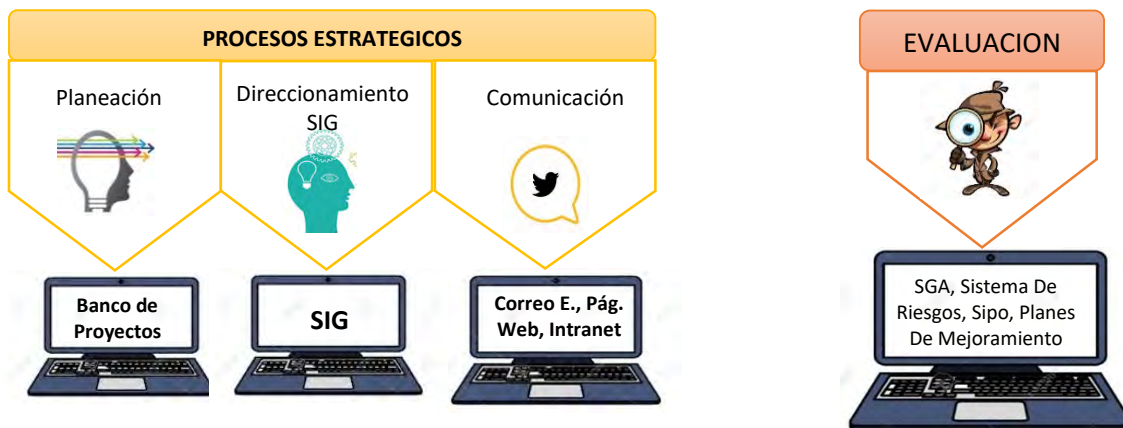 PROCESOS ESTRATEGICOS
Planeación
Direccionamiento
SIG
Comunicación
Banco de
Proyectos
SIG
Correo E., Pág.
Web, Intranet
EVALUACION
SGA, Sistema De
Riesgos, Sipo, Planes
De Mejoramiento